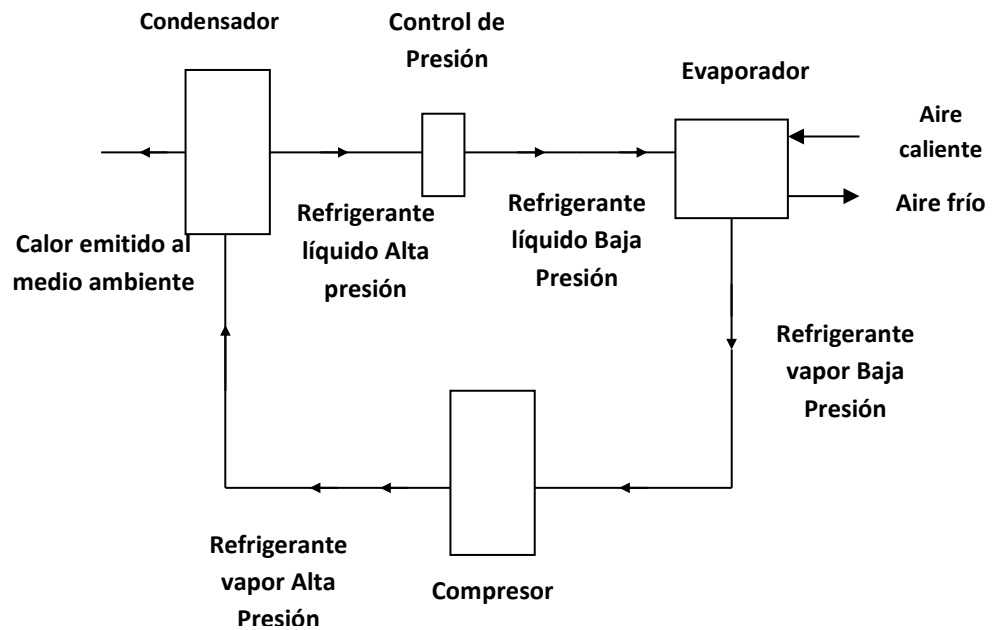 Condensador
Control de
Presión
Evaporador
Aire
caliente
Aire frío
Refrigerante
líquido Alta
presión
Refrigerante
líquido Baja
Presión
Calor emitido al
medio ambiente
Refrigerante
vapor Baja
Presión
Refrigerante
vapor Alta
Presión
Compresor